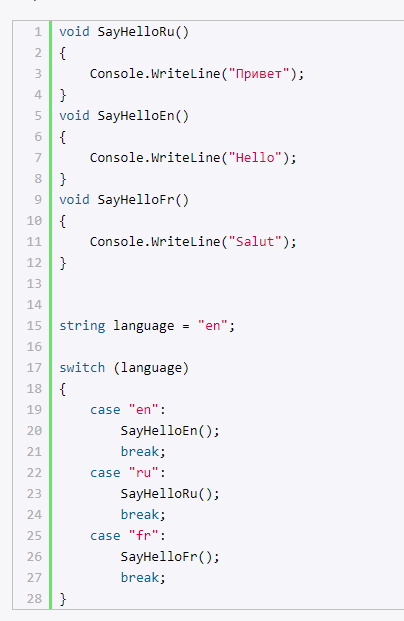 1 void SayHelloRu()
2 {
3     Console.WriteLine("Привет");
4 }
5 void SayHelloEn()
6 {
7     Console.WriteLine("Hello");
8 }
9 void SayHelloFr()
10 {
11     Console.WriteLine("Salut");
12 }
13
14
15 string language = "en";
16
17 switch (language)
18 {
19     case "en":
20         SayHelloEn();
21         break;
22     case "ru":
23         SayHelloRu();
24         break;
25     case "fr":
26         SayHelloFr();
27         break;
28 }